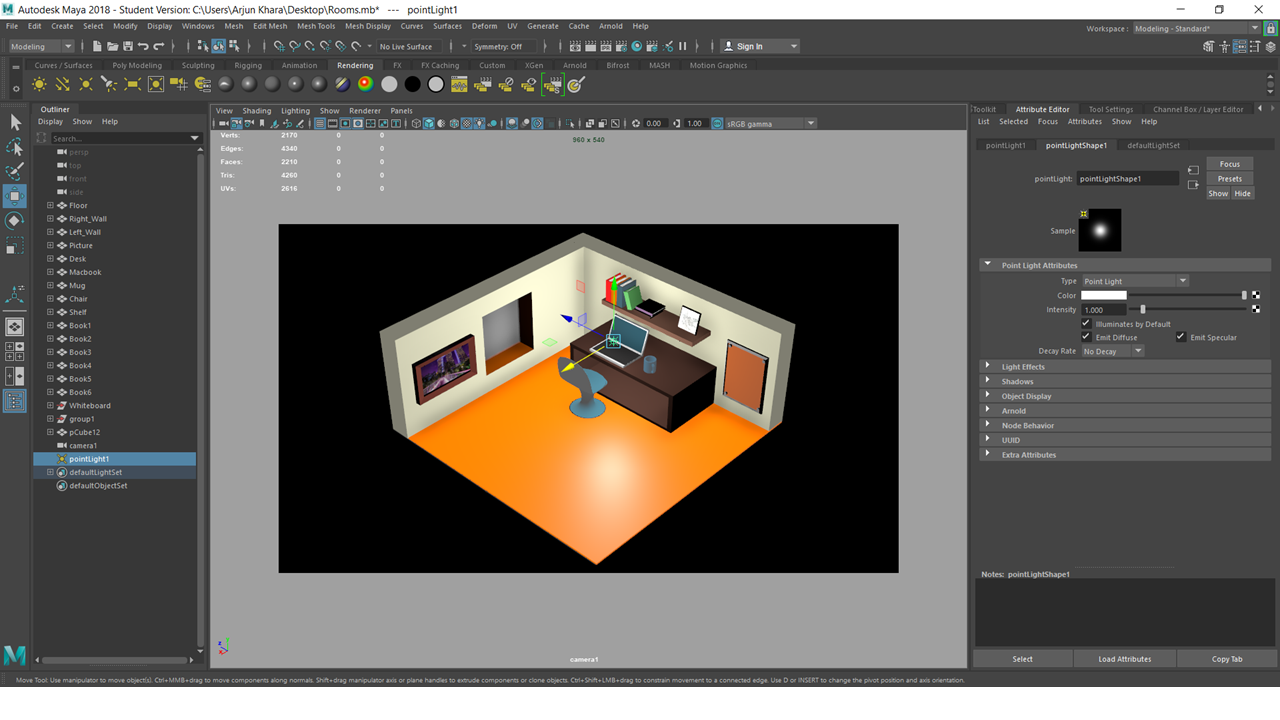 Autodesk Maya 2018 - Student Version: C:\Users\Arjun Khara\Desktop\Rooms.mb* --- pointLight1
File Edit Create Select Modify Display Windows Mesh Edit Mesh Mesh Tools Mesh Display Curves Surfaces Deform UV Generate Cache Arnold Help
Workspace : Modeling - Standard*
Modeling No Live Surface Symmetry: Off Sign In
Curves / Surfaces Poly Modeling Sculpting Rigging Animation Rendering FX FX Caching Custom XGen Arnold Bifrost MASH Motion Graphics
Outliner
Display Show Help
Search...
persp
top
front
side
Floor
Right_Wall
Left_Wall
Picture
Desk
Macbook
Mug
Chair
Shelf
Book1
Book2
Book3
Book4
Book5
Book6
Whiteboard
group1
pCube12
camera1
pointLight1
defaultLightSet
defaultObjectSet
View Shading Lighting Show Renderer Panels
0.00 1.00 sRGB gamma
Verts: 2170 0 0
Edges: 4340 0 0
Faces: 2210 0 0
Tris: 4260 0 0
UVs: 2616 0 0
960 x 540
camera1
Toolkit Attribute Editor Tool Settings Channel Box / Layer Editor
List Selected Focus Attributes Show Help
pointLight1 pointLightShape1 defaultLightSet
pointLight: pointLightShape1
Focus
Presets
Show Hide
Sample
Point Light Attributes
Type Point Light
Color
Intensity 1.000
Illuminates by Default
Emit Diffuse Emit Specular
Decay Rate No Decay
Light Effects
Shadows
Object Display
Arnold
Node Behavior
UUID
Extra Attributes
Notes: pointLightShape1
Select Load Attributes Copy Tab
Move Tool: Use manipulator to move object(s). Ctrl+MMB+drag to move components along normals. Shift+drag manipulator axis or plane handles to extrude components or clone objects. Ctrl+Shift+LMB+drag to constrain movement to a connected edge. Use D or INSERT to change the pivot position and axis orientation.